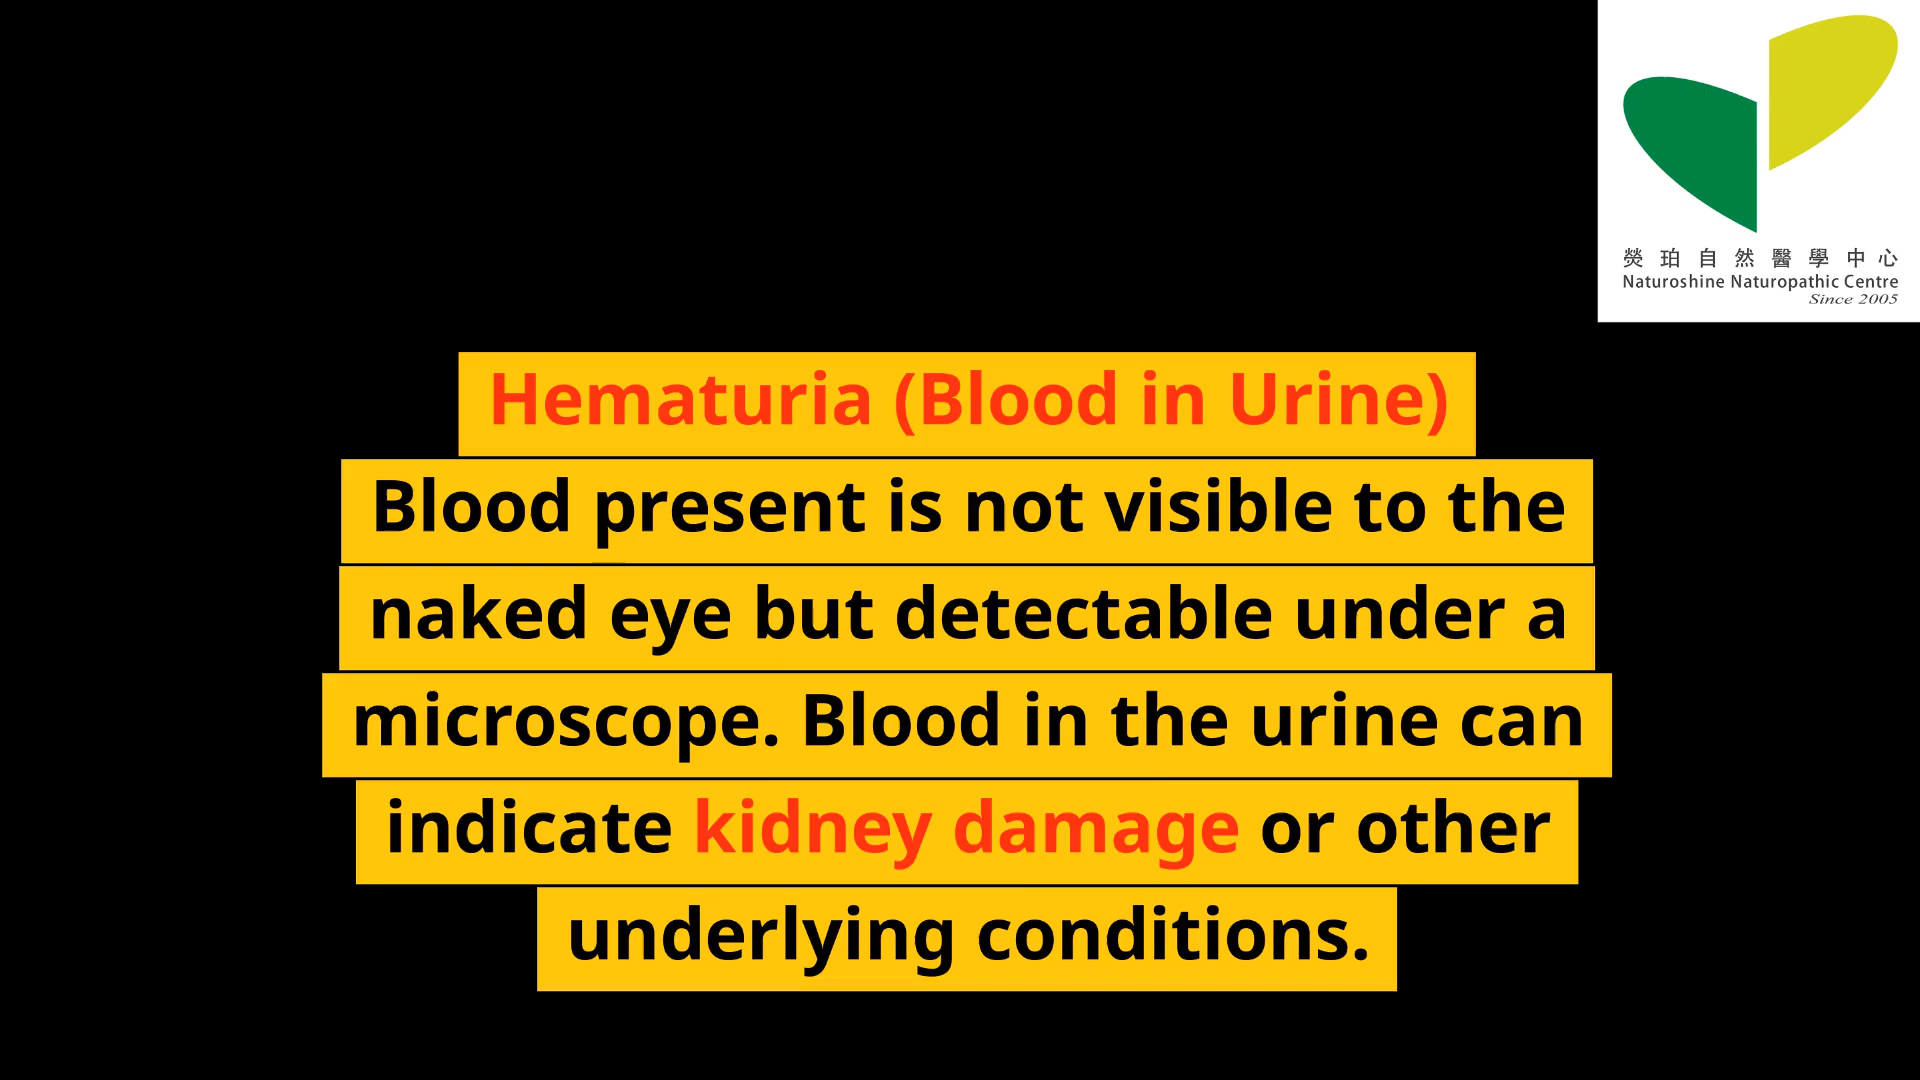 熒珀自然醫學中心
Naturoshine Naturopathic Centre
Since 2005
Hematuria (Blood in Urine)
Blood present is not visible to the
naked eye but detectable under a
microscope. Blood in the urine can
indicate kidney damage or other
underlying conditions.